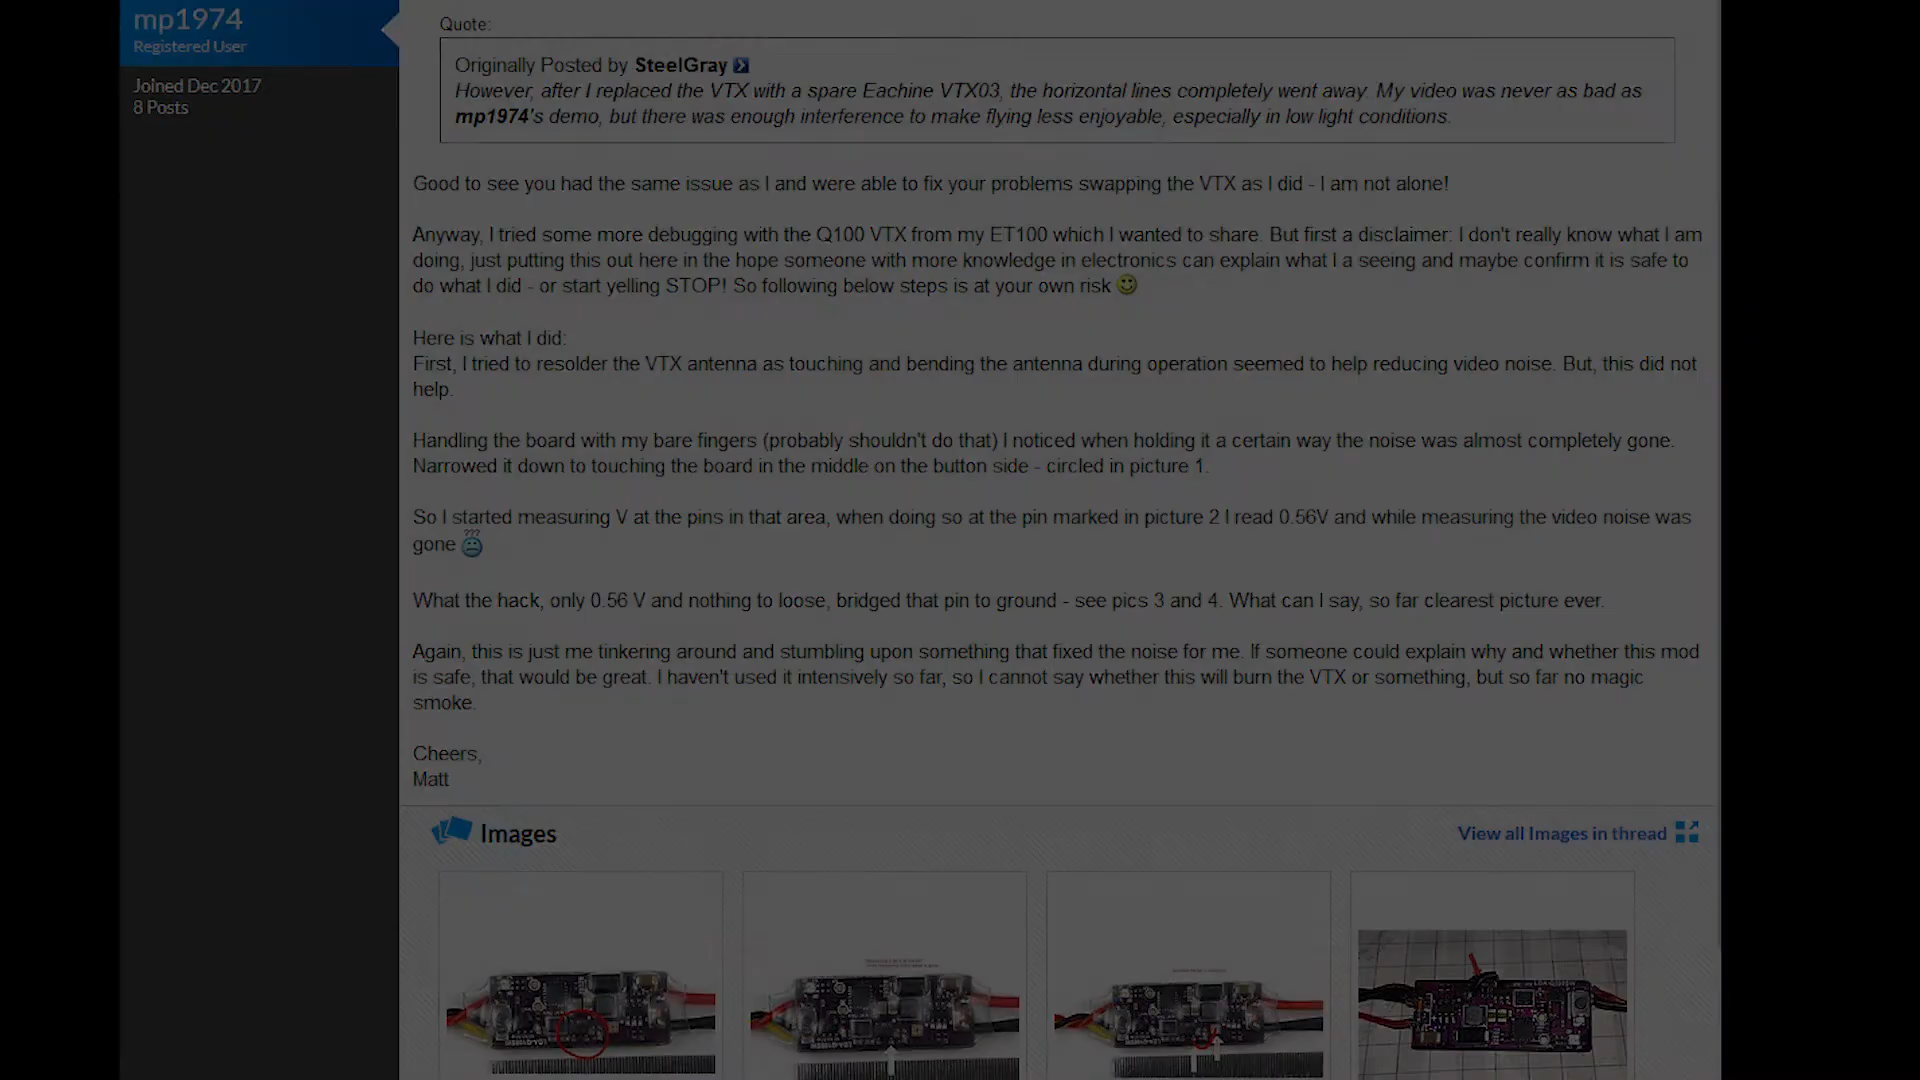 mp1974
Registered User
Joined Dec 2017
8 Posts
Quote:
Originally Posted by SteelGray
However, after I replaced the VTX with a spare Eachine VTX03, the horizontal lines completely went away. My video was never as bad as
mp1974's demo, but there was enough interference to make flying less enjoyable, especially in low light conditions.
Good to see you had the same issue as I and were able to fix your problems swapping the VTX as I did - I am not alone!
Anyway, I tried some more debugging with the Q100 VTX from my ET100 which I wanted to share. But first a disclaimer: I don't really know what I am
doing, just putting this out here in the hope someone with more knowledge in electronics can explain what I a seeing and maybe confirm it is safe to
do what I did - or start yelling STOP! So following below steps is at your own risk
Here is what I did:
First, I tried to resolder the VTX antenna as touching and bending the antenna during operation seemed to help reducing video noise. But, this did not
help.
Handling the board with my bare fingers (probably shouldn't do that) I noticed when holding it a certain way the noise was almost completely gone.
Narrowed it down to touching the board in the middle on the button side - circled in picture 1.
So I started measuring V at the pins in that area, when doing so at the pin marked in picture 2 I read 0.56V and while measuring the video noise was
gone
What the hack, only 0.56 V and nothing to loose, bridged that pin to ground - see pics 3 and 4. What can I say, so far clearest picture ever.
Again, this is just me tinkering around and stumbling upon something that fixed the noise for me. If someone could explain why and whether this mod
is safe, that would be great. I haven't used it intensively so far, so I cannot say whether this will burn the VTX or something, but so far no magic
smoke.
Cheers,
Matt
Images
View all Images in thread